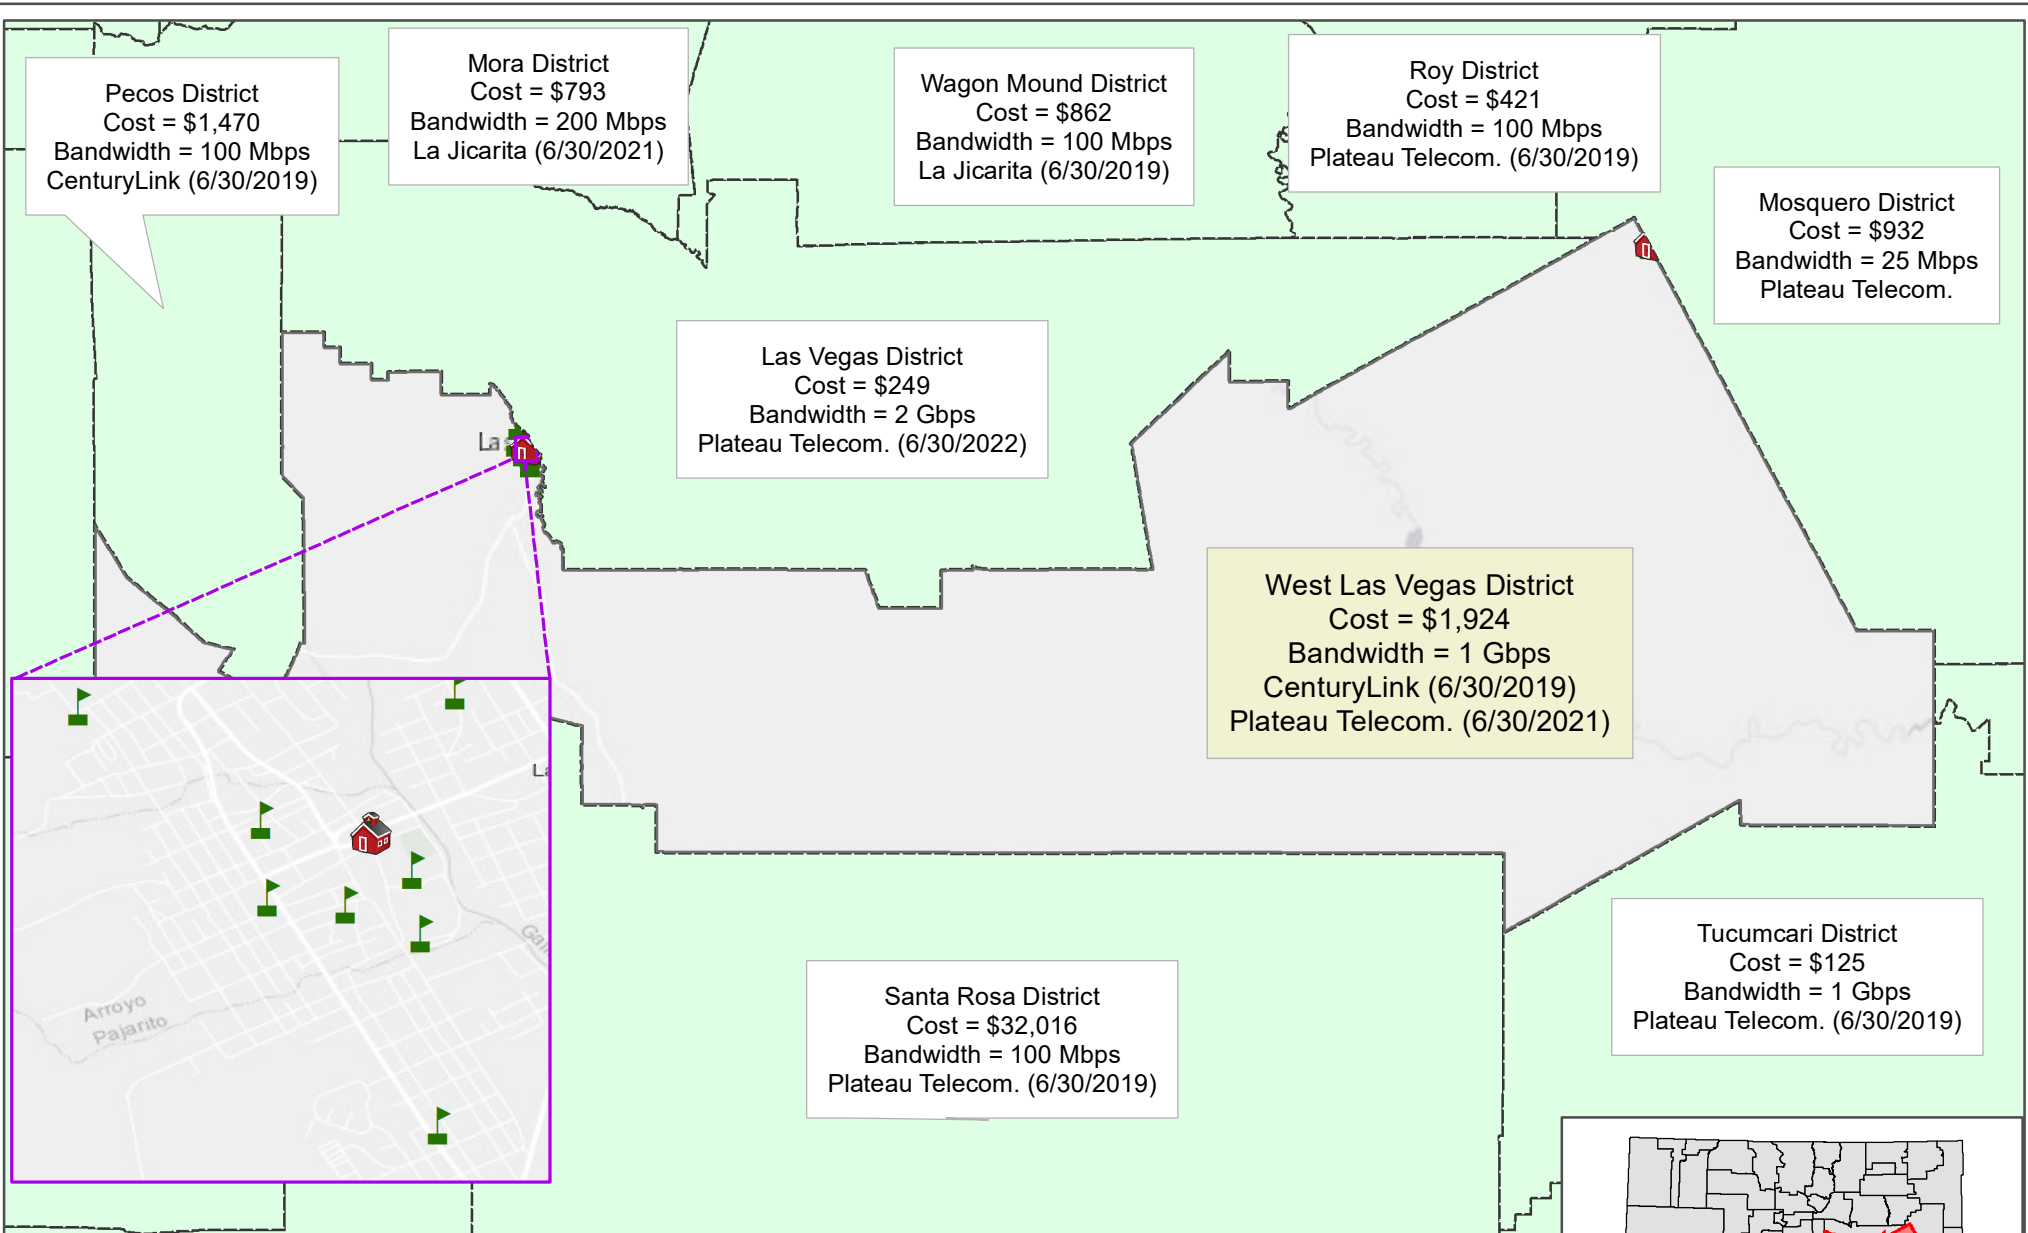 Pecos District
Cost = $1,470
Bandwidth = 100 Mbps
CenturyLink (6/30/2019)
Mora District
Cost = $793
Bandwidth = 200 Mbps
La Jicarita (6/30/2021)
Wagon Mound District
Cost = $862
Bandwidth = 100 Mbps
La Jicarita (6/30/2019)
Roy District
Cost = $421
Bandwidth = 100 Mbps
Plateau Telecom. (6/30/2019)
Mosquero District
Cost = $932
Bandwidth = 25 Mbps
Plateau Telecom.
Las Vegas District
Cost = $249
Bandwidth = 2 Gbps
Plateau Telecom. (6/30/2022)
Las
West Las Vegas District
Cost = $1,924
Bandwidth = 1 Gbps
CenturyLink (6/30/2019)
Plateau Telecom. (6/30/2021)
La
Arroyo
Pajarito
Santa Rosa District
Cost = $32,016
Bandwidth = 100 Mbps
Plateau Telecom. (6/30/2019)
Tucumcari District
Cost = $125
Bandwidth = 1 Gbps
Plateau Telecom. (6/30/2019)